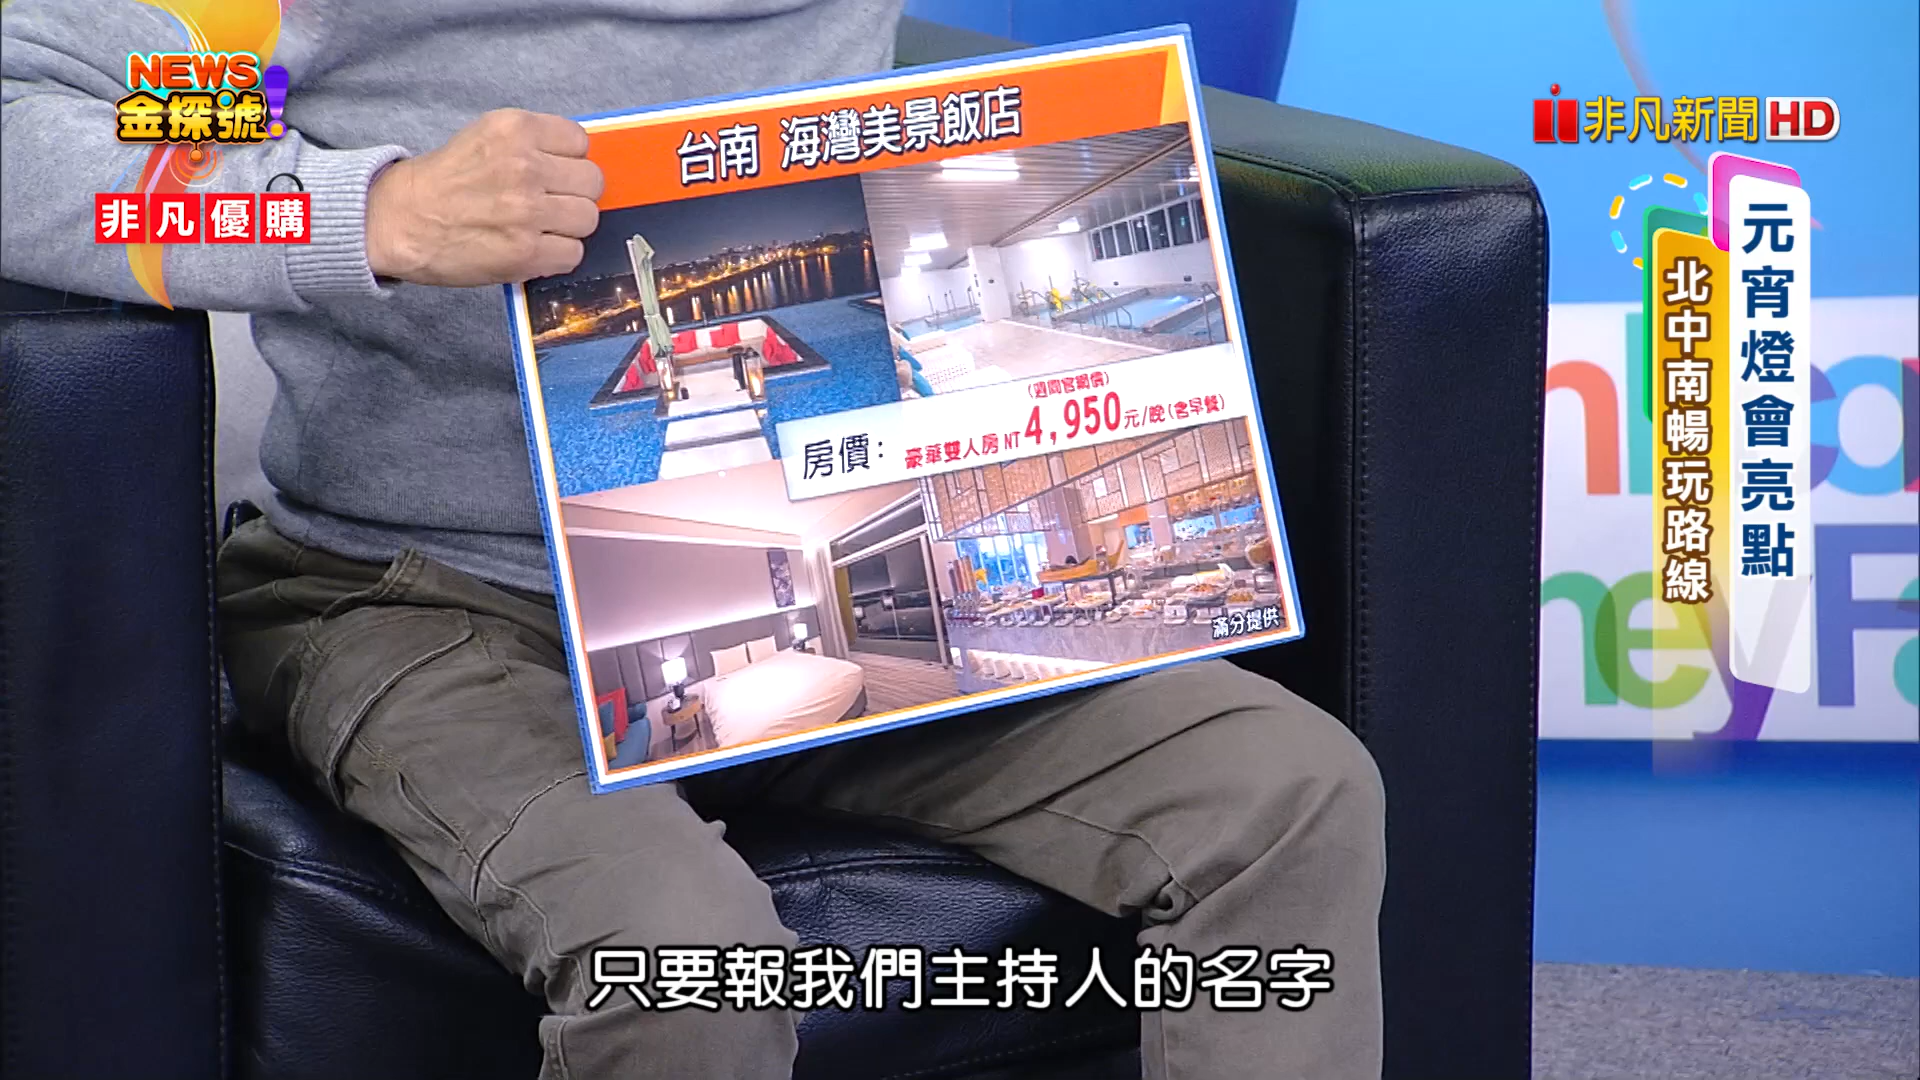 NEWS
金探號!
非凡優購
非凡新聞HD
元宵燈會亮點
北中南暢玩路線
台南 海灣美景飯店
(週間官網價)
房價: 豪華雙人房 NT 4,950元/晚(含早餐)
滿分提供
只要報我們主持人的名字